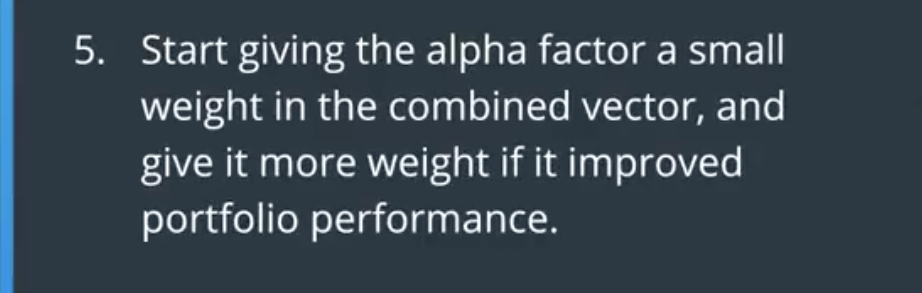 5. Start giving the alpha factor a small
weight in the combined vector, and
give it more weight if it improved
portfolio performance.